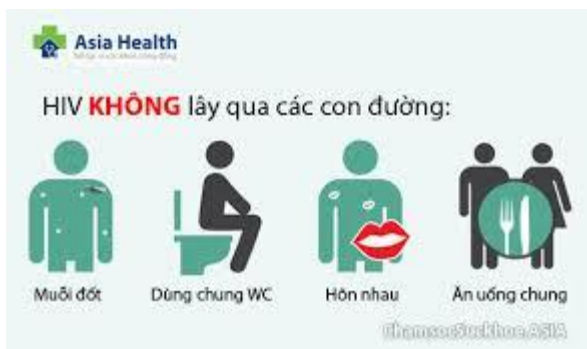 Asia Health
HIV KHÔNG lây qua các con đường:
Muỗi đốt
Dùng chung WC
Hôn nhau
Ăn uống chung
ChamsocSuckhoe.ASIA